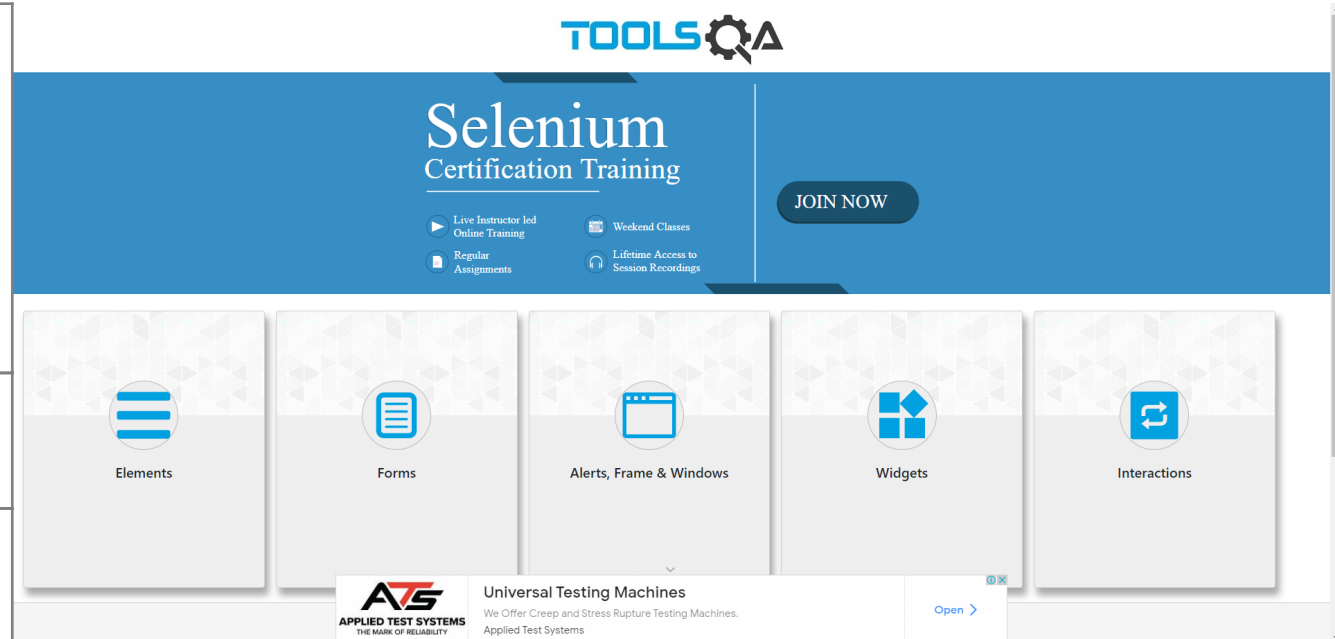 TOOLSQA
Selenium
Certification Training
Live Instructor led
Online Training
Weekend Classes
Regular
Assignments
Lifetime Access to
Session Recordings
JOIN NOW
Elements
Forms
Alerts, Frame & Windows
Widgets
Interactions
ATS
APPLIED TEST SYSTEMS
THE MARK OF RELIABILITY
Universal Testing Machines
We Offer Creep and Stress Rupture Testing Machines.
Applied Test Systems
Open